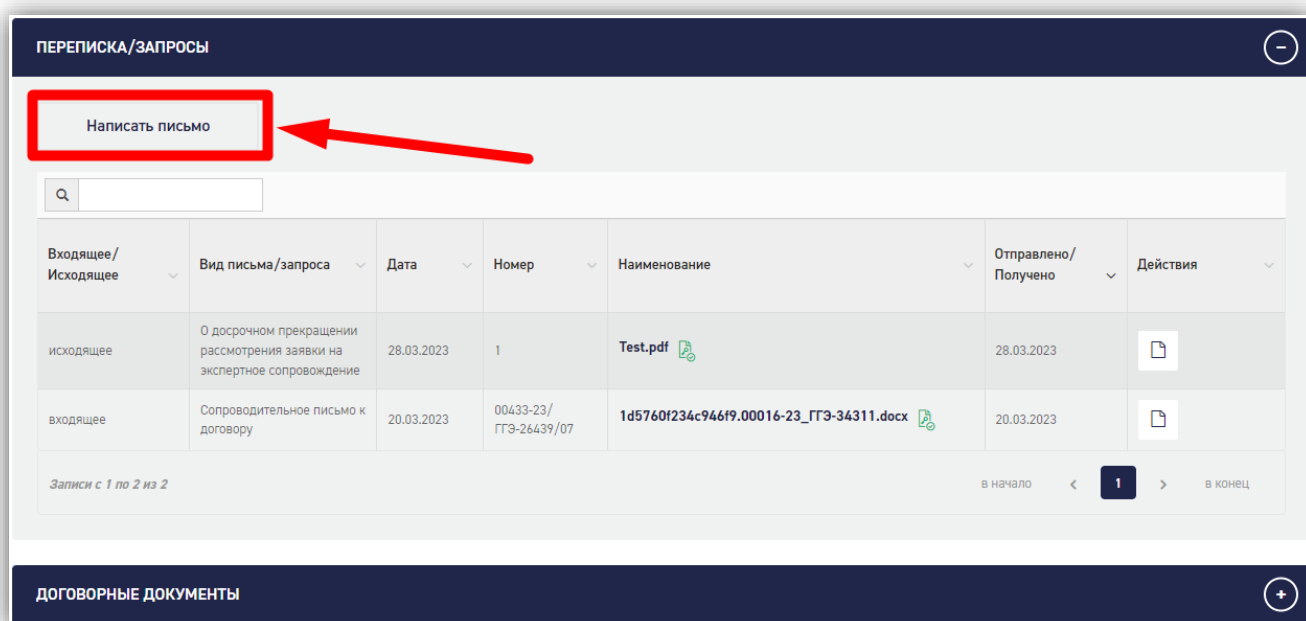 ПЕРЕПИСКА/ЗАПРОСЫ
Написать письмо
Входящее/
Исходящее
Вид письма/запроса
Дата
Номер
Наименование
Отправлено/
Получено
Действия
исходящее
О досрочном прекращении
рассмотрения заявки на
экспертное сопровождение
28.03.2023
1
Test.pdf
28.03.2023
входящее
Сопроводительное письмо к
договору
20.03.2023
00433-23/
ГГЭ-26439/07
1d5760f234c946f9.00016-23_ГГЭ-34311.docx
20.03.2023
Записи с 1 по 2 из 2
в начало
1
в конец
ДОГОВОРНЫЕ ДОКУМЕНТЫ